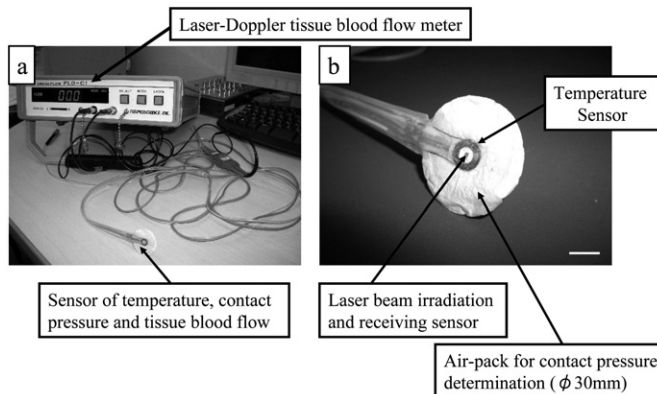 Laser-Doppler tissue blood flow meter
a
000
b
Temperature
Sensor
Sensor of temperature, contact
pressure and tissue blood flow
Laser beam irradiation
and receiving sensor
Air-pack for contact pressure
determination (ϕ30mm)